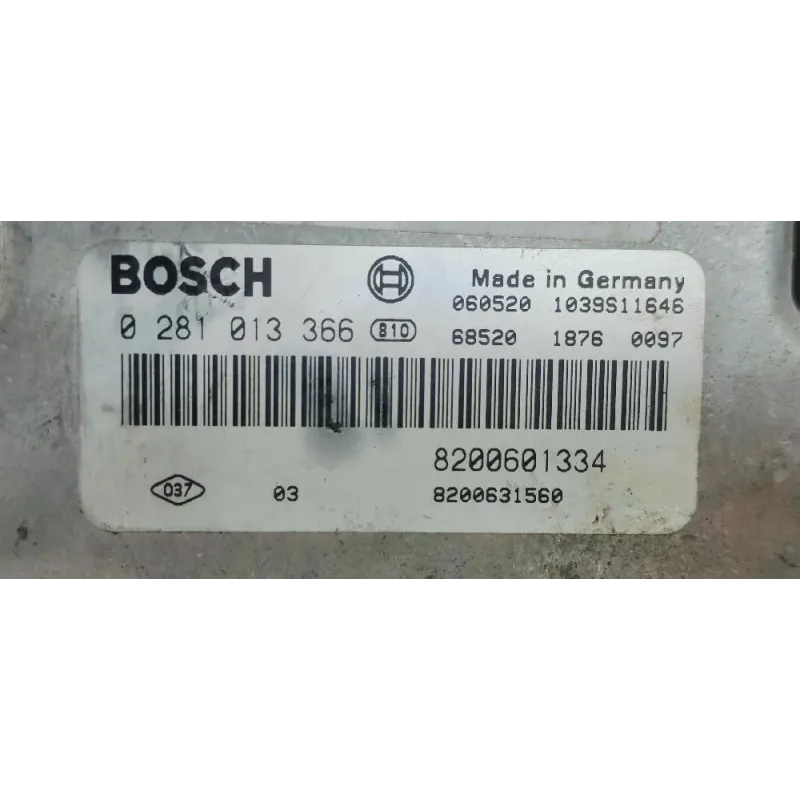 BOSCH Made in Germany
060520 1039S11646
0 281 013 366 810
68520 1876 0097
8200601334
037 03 8200631560